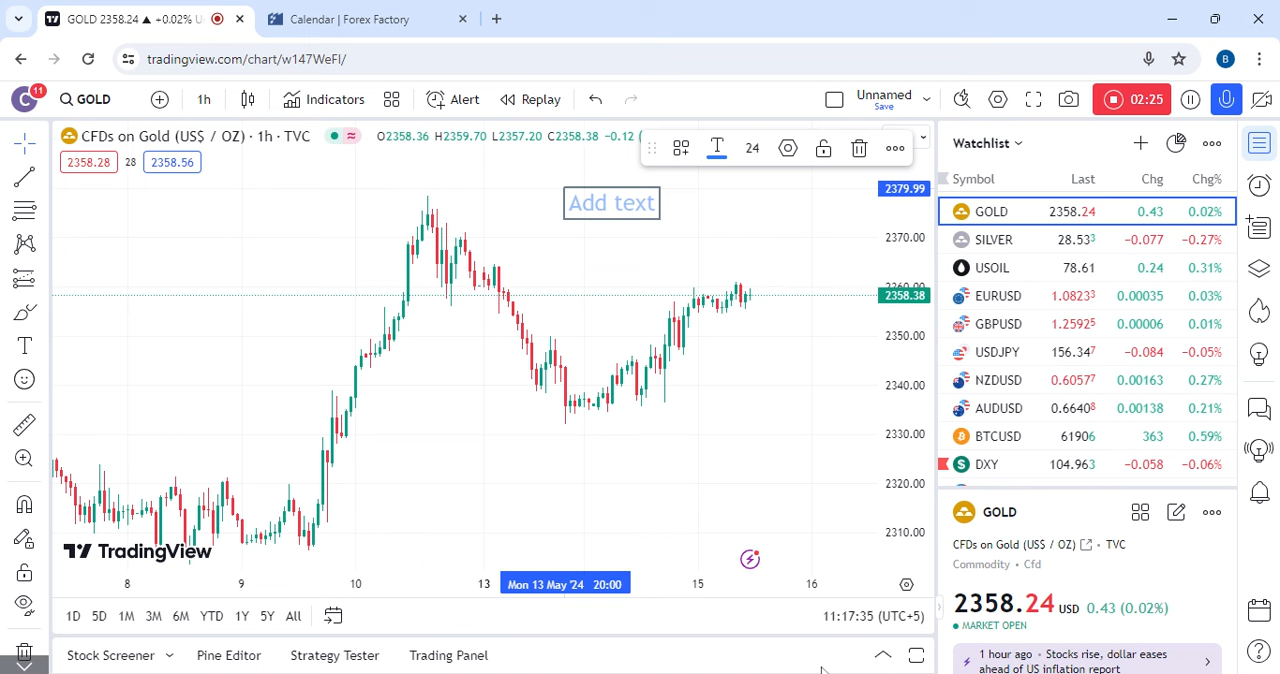 GOLD 2358.24 ▲ +0.02% U
Calendar | Forex Factory
tradingview.com/chart/w147WeFI/
B
C 11
GOLD
1h
Indicators
Alert
Replay
Unnamed
Save
02:25
CFDs on Gold (US$ / OZ) · 1h · TVC
O2358.36 H2359.70 L2357.20 C2358.38 −0.12
24
2358.28 28 2358.56
Add text
2379.99
2370.00
2360.00
2358.38
2350.00
2340.00
2330.00
2320.00
2310.00
TradingView
8 9 10 13 Mon 13 May '24 20:00 15 16
1D 5D 1M 3M 6M YTD 1Y 5Y All
11:17:35 (UTC+5)
Stock Screener
Pine Editor
Strategy Tester
Trading Panel
Watchlist
Symbol Last Chg Chg%
GOLD 2358.24 0.43 0.02%
SILVER 28.533 −0.077 −0.27%
USOIL 78.61 0.24 0.31%
EURUSD 1.08233 0.00035 0.03%
GBPUSD 1.25925 0.00006 0.01%
USDJPY 156.347 −0.084 −0.05%
NZDUSD 0.60577 0.00163 0.27%
AUDUSD 0.66408 0.00138 0.21%
BTCUSD 61906 363 0.59%
DXY 104.963 −0.058 −0.06%
GOLD
CFDs on Gold (US$ / OZ) • TVC
Commodity • Cfd
2358.24 USD 0.43 (0.02%)
MARKET OPEN
1 hour ago • Stocks rise, dollar eases
ahead of US inflation report